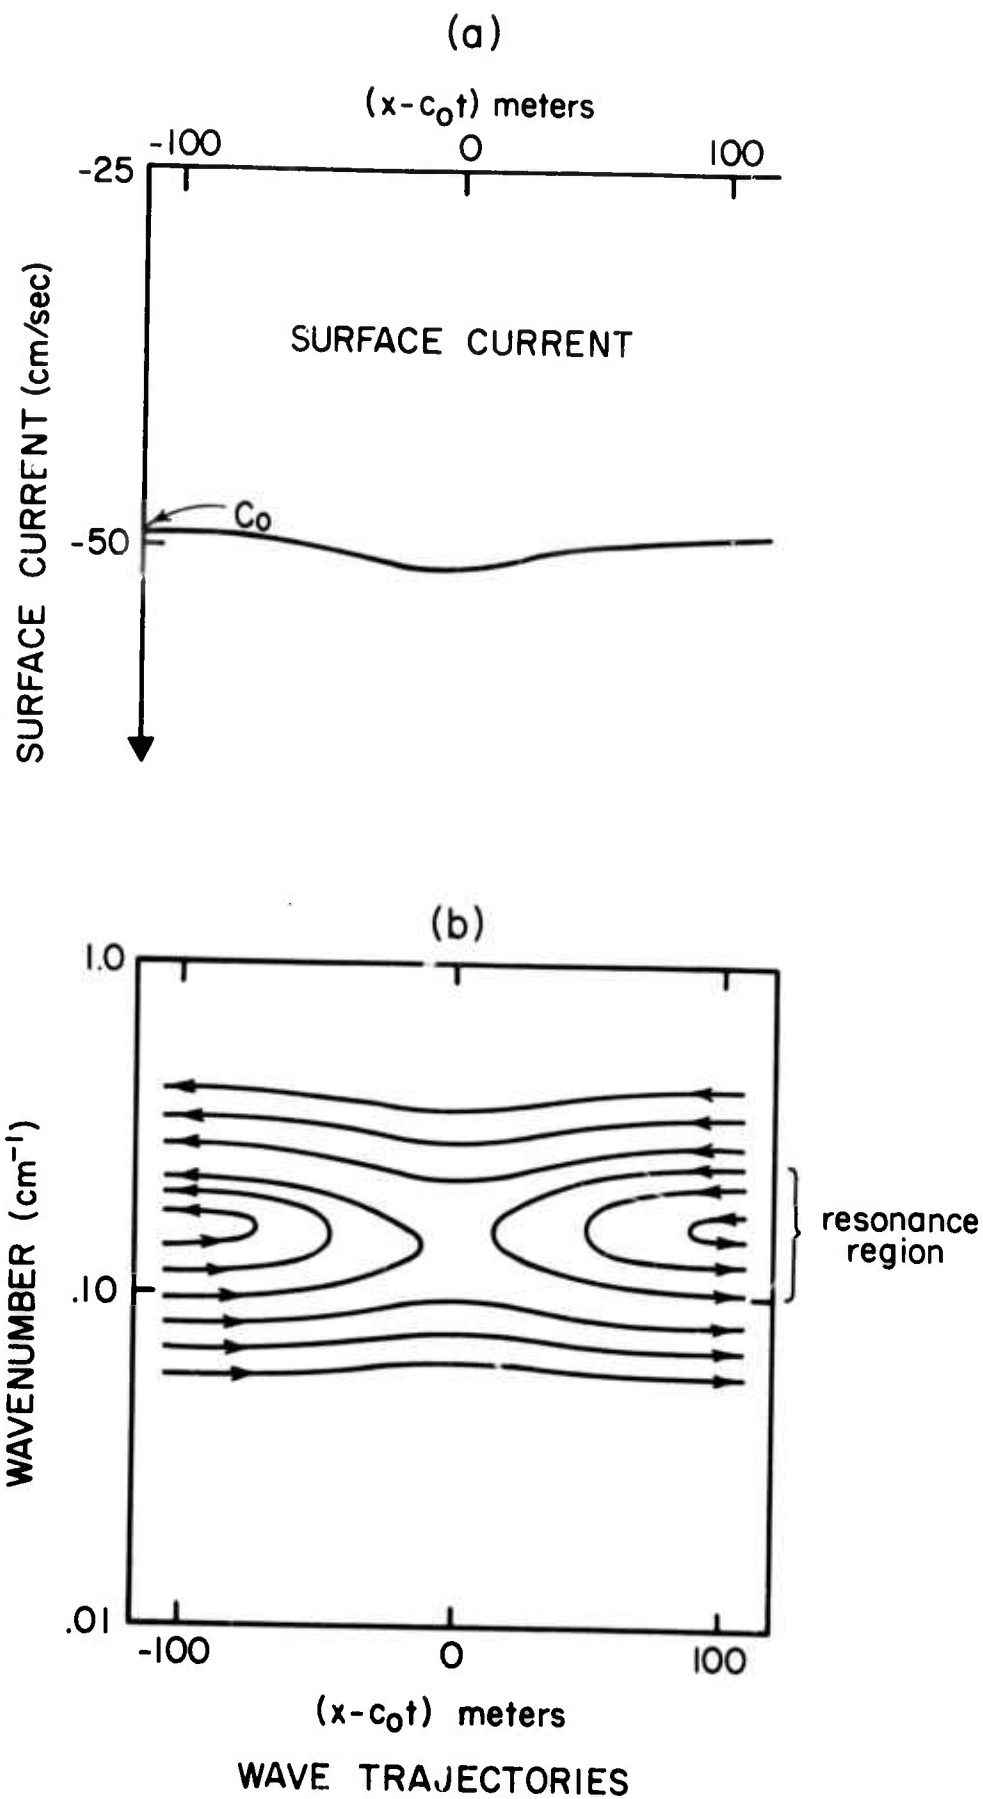 (a)
(x-c₀t) meters
-100 0 100
-25
SURFACE CURRENT
C₀
-50
SURFACE CURRENT (cm/sec)
(b)
1.0
.10
.01
WAVENUMBER (cm⁻¹)
resonance
region
-100 0 100
(x-c₀t) meters
WAVE TRAJECTORIES